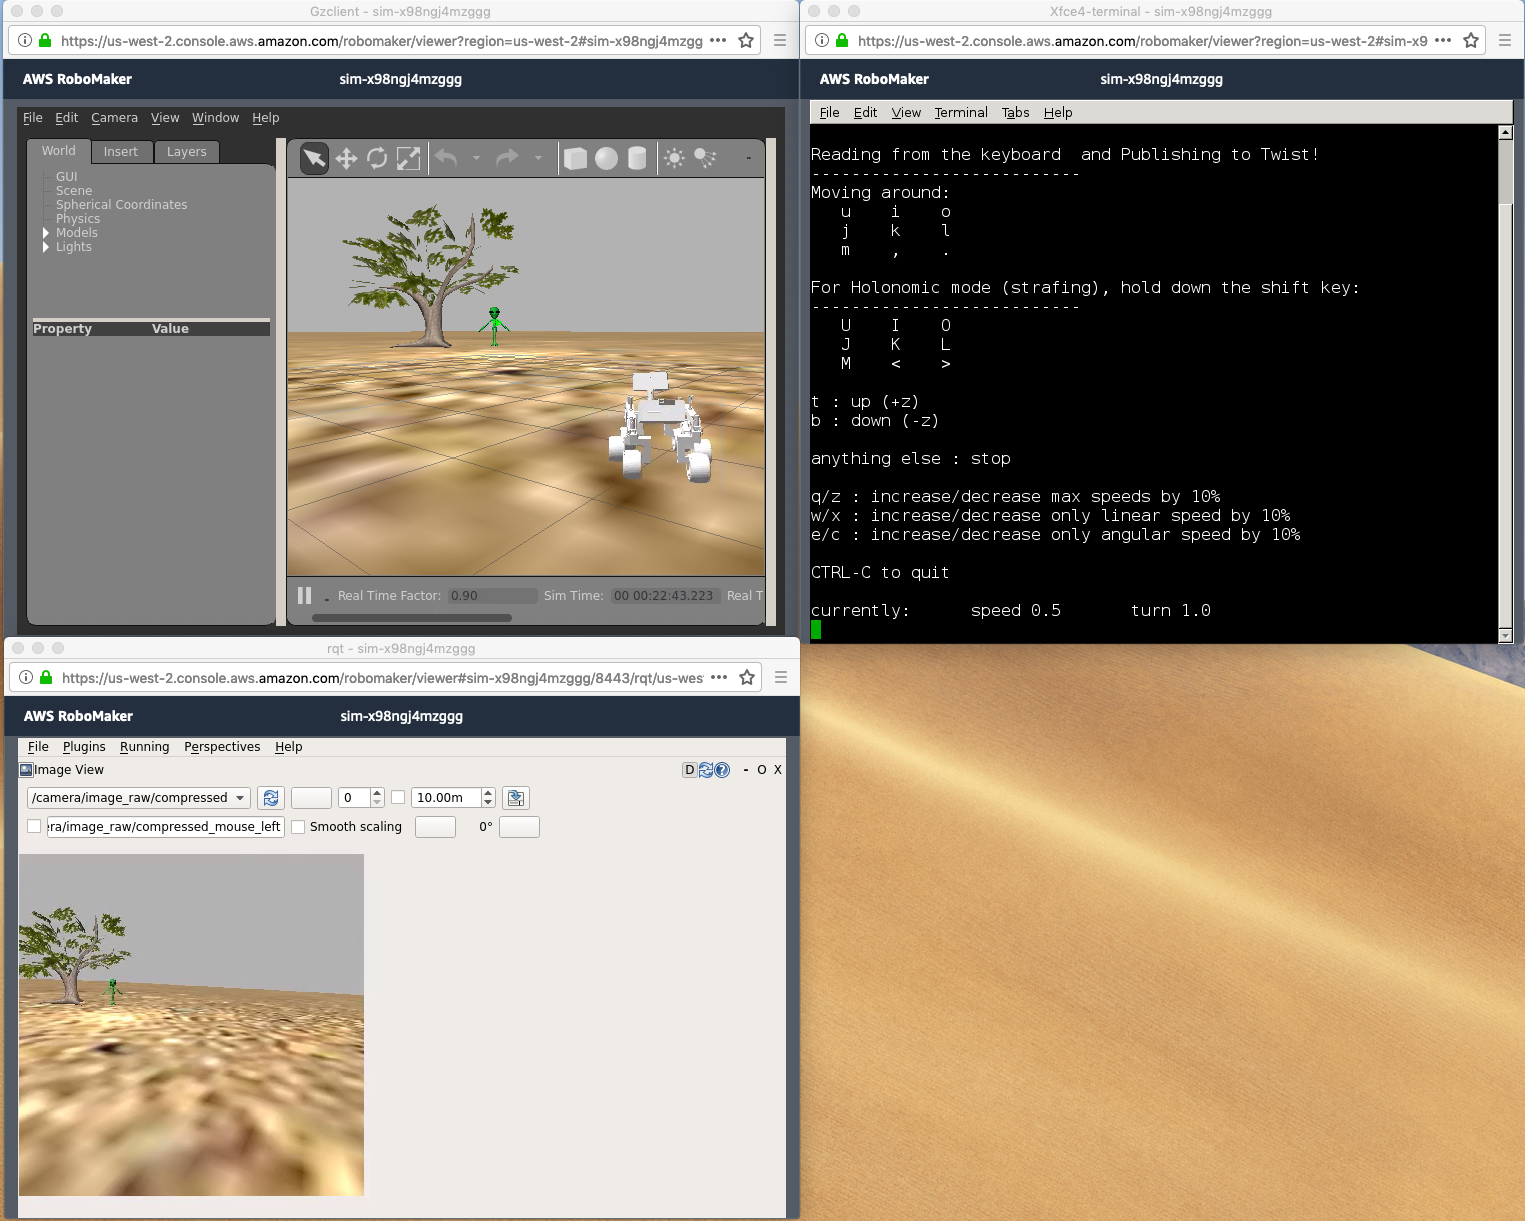 Gzclient - sim-x98ngj4mzggg
https://us-west-2.console.aws.amazon.com/robomaker/viewer?region=us-west-2#sim-x98ngj4mzgg
AWS RoboMaker sim-x98ngj4mzggg
File Edit Camera View Window Help
World Insert Layers
GUI
Scene
Spherical Coordinates
Physics
Models
Lights
Property Value
Real Time Factor: 0.90 Sim Time: 00 00:22:43.223 Real T
Xfce4-terminal - sim-x98ngj4mzggg
https://us-west-2.console.aws.amazon.com/robomaker/viewer?region=us-west-2#sim-x9
AWS RoboMaker sim-x98ngj4mzggg
File Edit View Terminal Tabs Help
Reading from the keyboard  and Publishing to Twist!
---------------------------
Moving around:
u i o
j k l
m , .
For Holonomic mode (strafing), hold down the shift key:
---------------------------
U I O
J K L
M < >
t : up (+z)
b : down (-z)
anything else : stop
q/z : increase/decrease max speeds by 10%
w/x : increase/decrease only linear speed by 10%
e/c : increase/decrease only angular speed by 10%
CTRL-C to quit
currently: speed 0.5 turn 1.0
rqt - sim-x98ngj4mzggg
https://us-west-2.console.aws.amazon.com/robomaker/viewer#sim-x98ngj4mzggg/8443/rqt/us-wes
AWS RoboMaker sim-x98ngj4mzggg
File Plugins Running Perspectives Help
Image View D - O X
/camera/image_raw/compressed 0 10.00m
era/image_raw/compressed_mouse_left Smooth scaling 0°